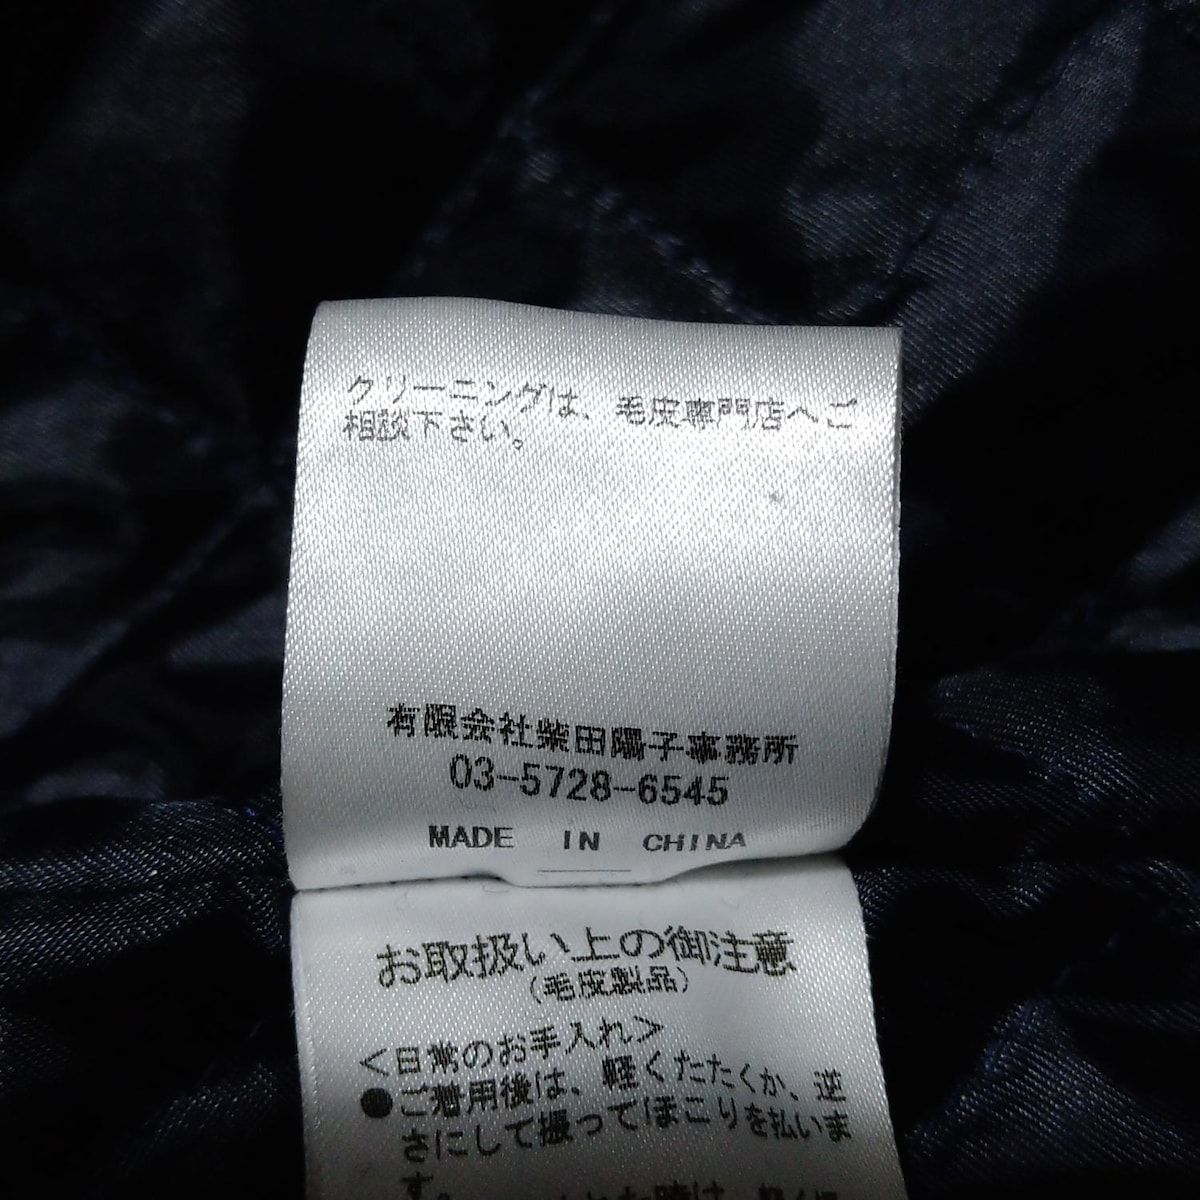 クリーニングは、毛皮専門店へご
相談下さい。
有限会社柴田陽子事務所
03-5728-6545
MADE IN CHINA
お取扱い上の御注意
(毛皮製品)
<日常のお手入れ>
●ご着用後は、軽くたたくか、逆
さにして振ってほこりを払いま
す。